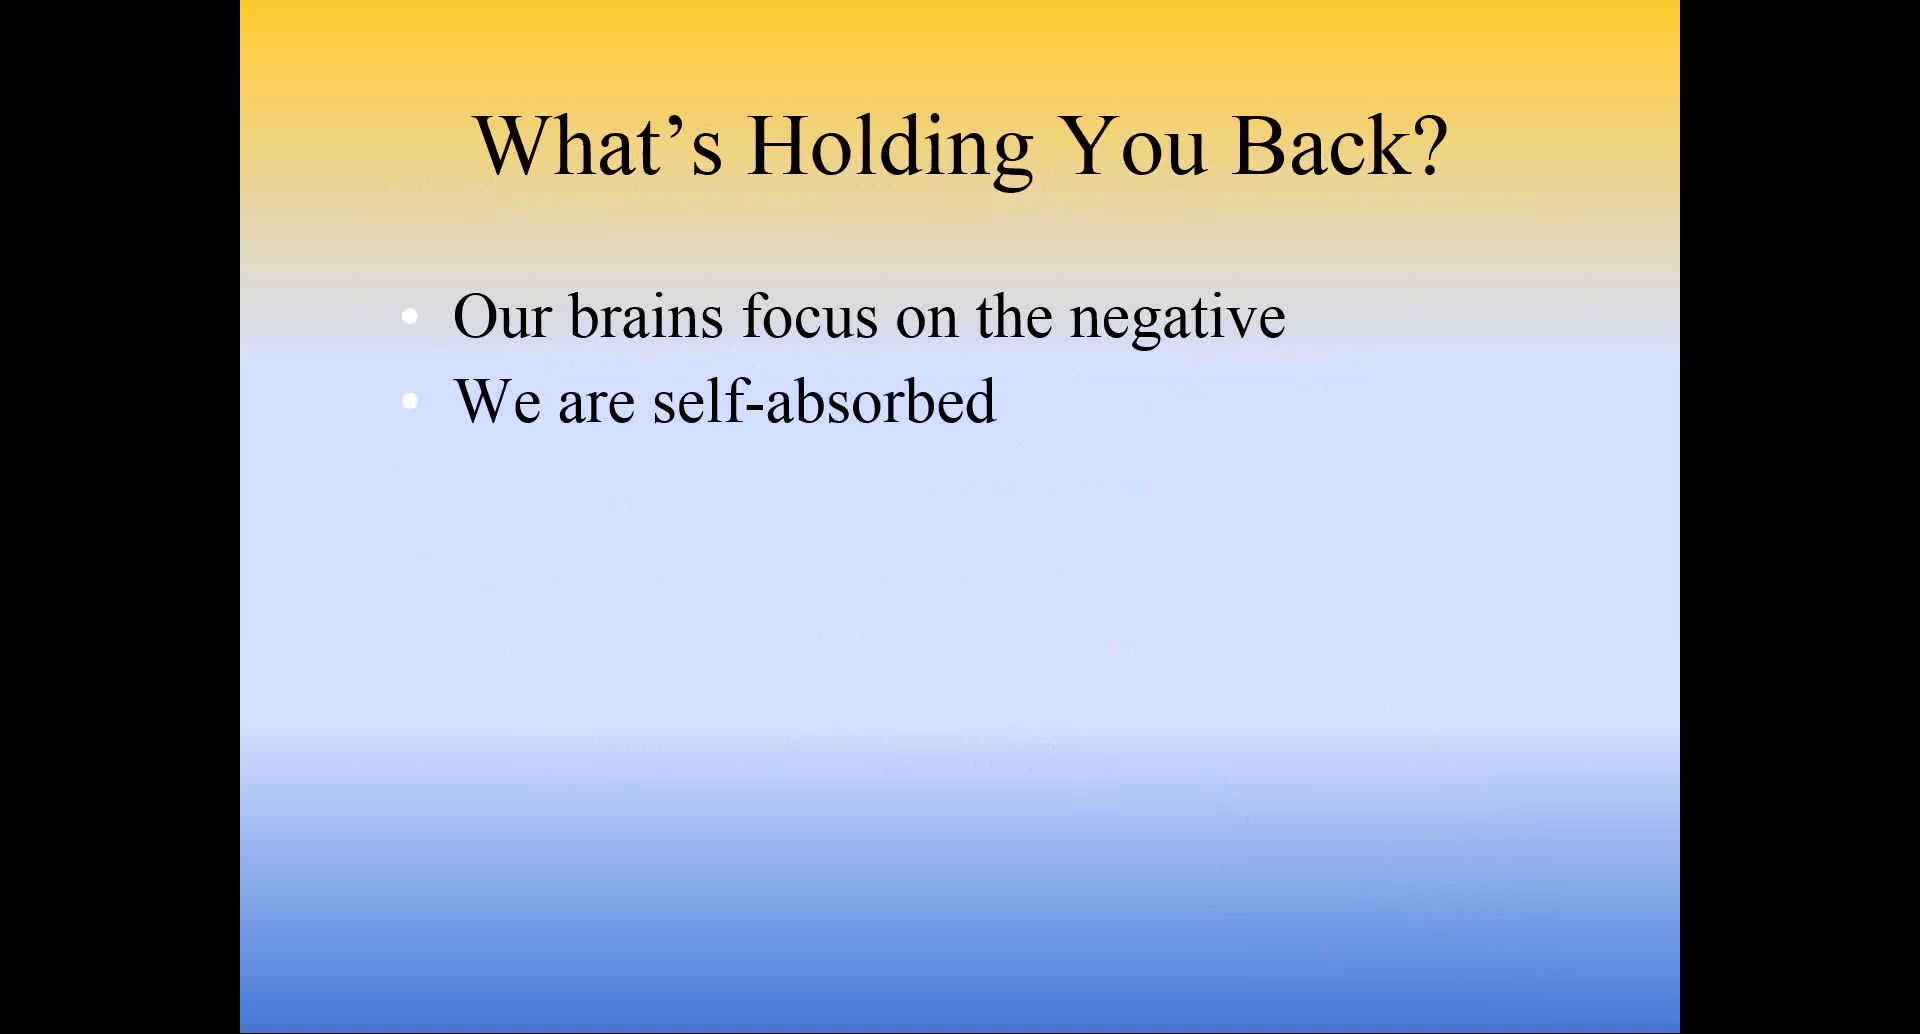 What’s Holding You Back?
• Our brains focus on the negative
• We are self-absorbed